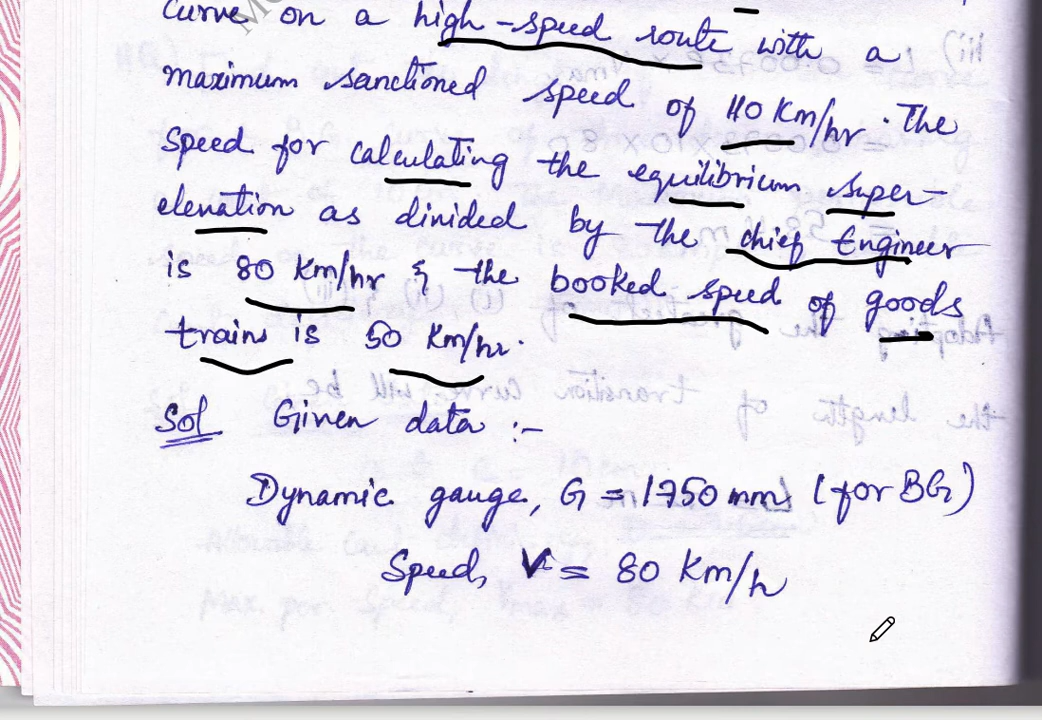 Curve on a high-speed route with a
maximum sanctioned speed of 110 Km/hr. The
Speed for calculating the equilibrium super-
elevation as divided by the chief Engineer
is 80 Km/hr & the booked speed of goods
trains is 50 Km/hr.
Sol Given data :-
Dynamic gauge, G = 1750 mm (for BG)
Speed, V = 80 Km/h